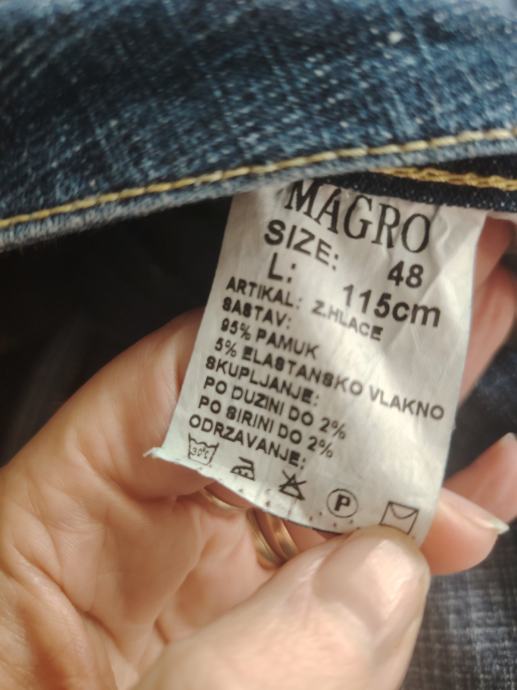 MAGRO
SIZE: 48
L: 115cm
ARTIKAL: Z.HLACE
SASTAV:
95% PAMUK
5% ELASTANSKO VLAKNO
SKUPLJANJE:
PO DUZINI DO 2%
PO SIRINI DO 2%
ODRZAVANJE:
30°C
P